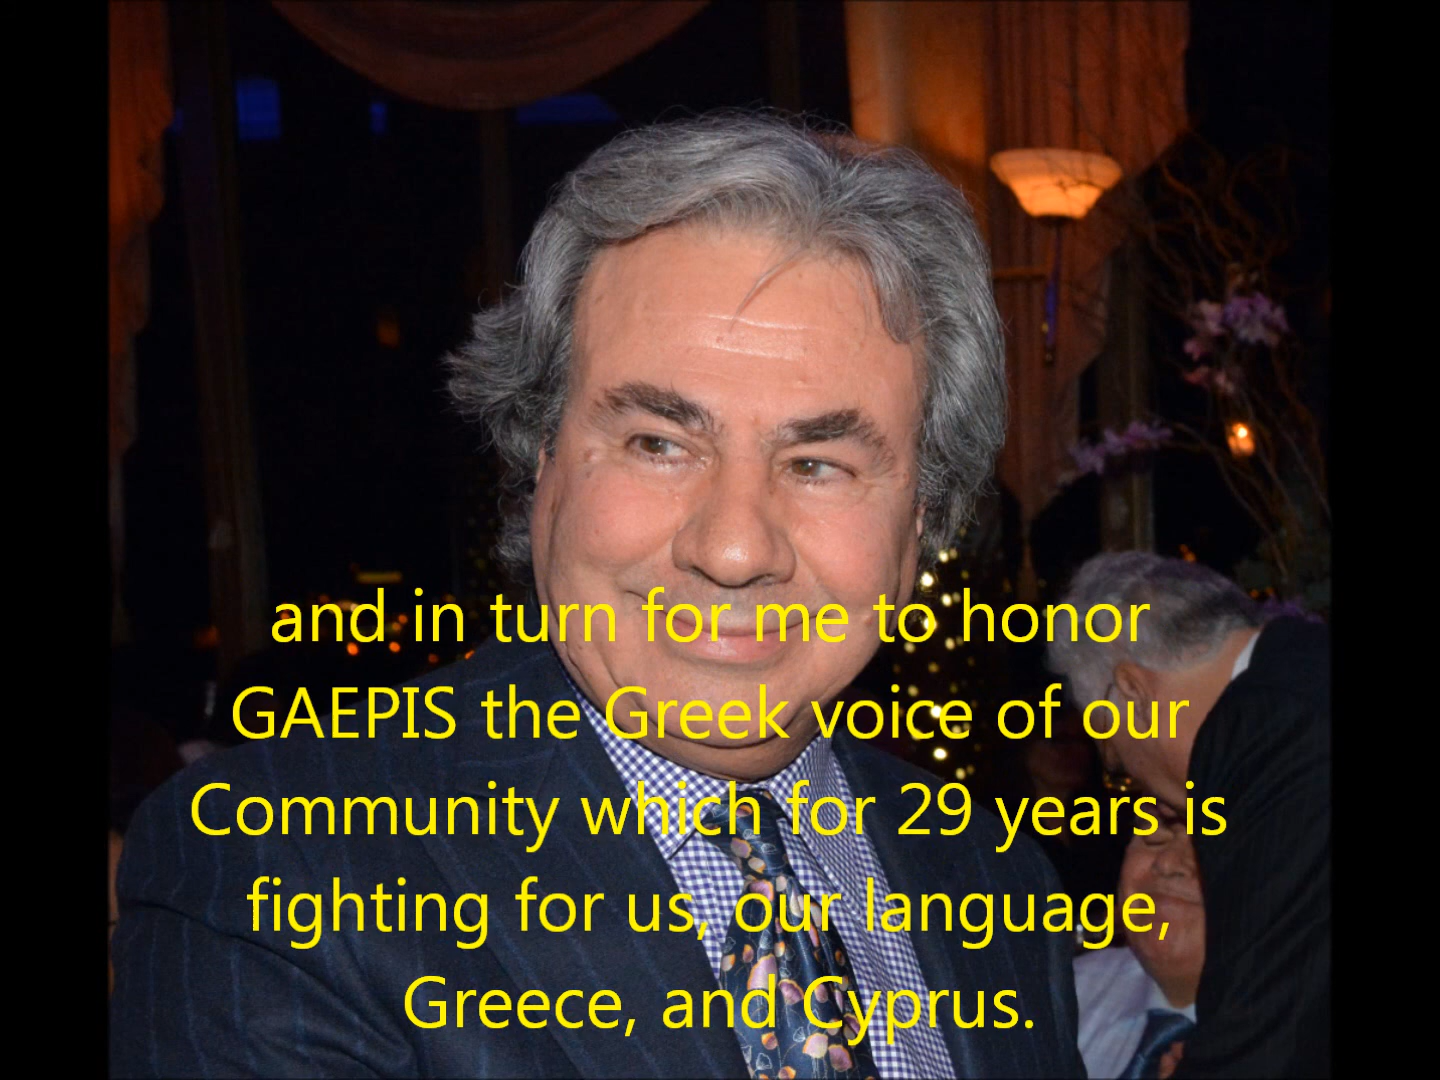 and in turn for me to honor
GAEPIS the Greek voice of our
Community which for 29 years is
fighting for us, our language,
Greece, and Cyprus.